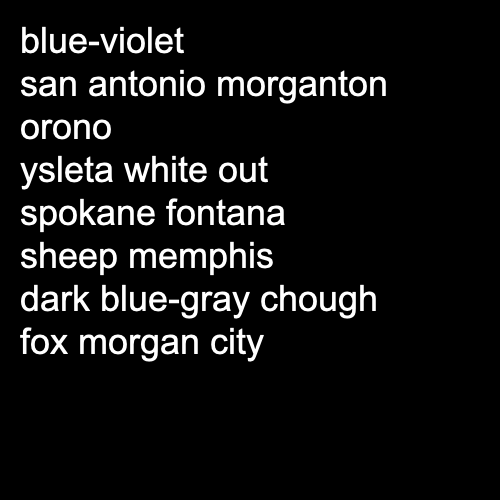 blue-violet
san antonio morganton
orono
ysleta white out
spokane fontana
sheep memphis
dark blue-gray chough
fox morgan city